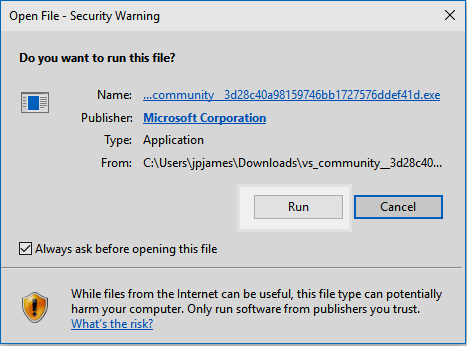 Open File - Security Warning
Do you want to run this file?
Name: ...community_3d28c40a98159746bb1727576ddef41d.exe
Publisher: Microsoft Corporation
Type: Application
From: C:\Users\jpjames\Downloads\vs_community__3d28c40...
Run Cancel
Always ask before opening this file
While files from the Internet can be useful, this file type can potentially
harm your computer. Only run software from publishers you trust.
What's the risk?